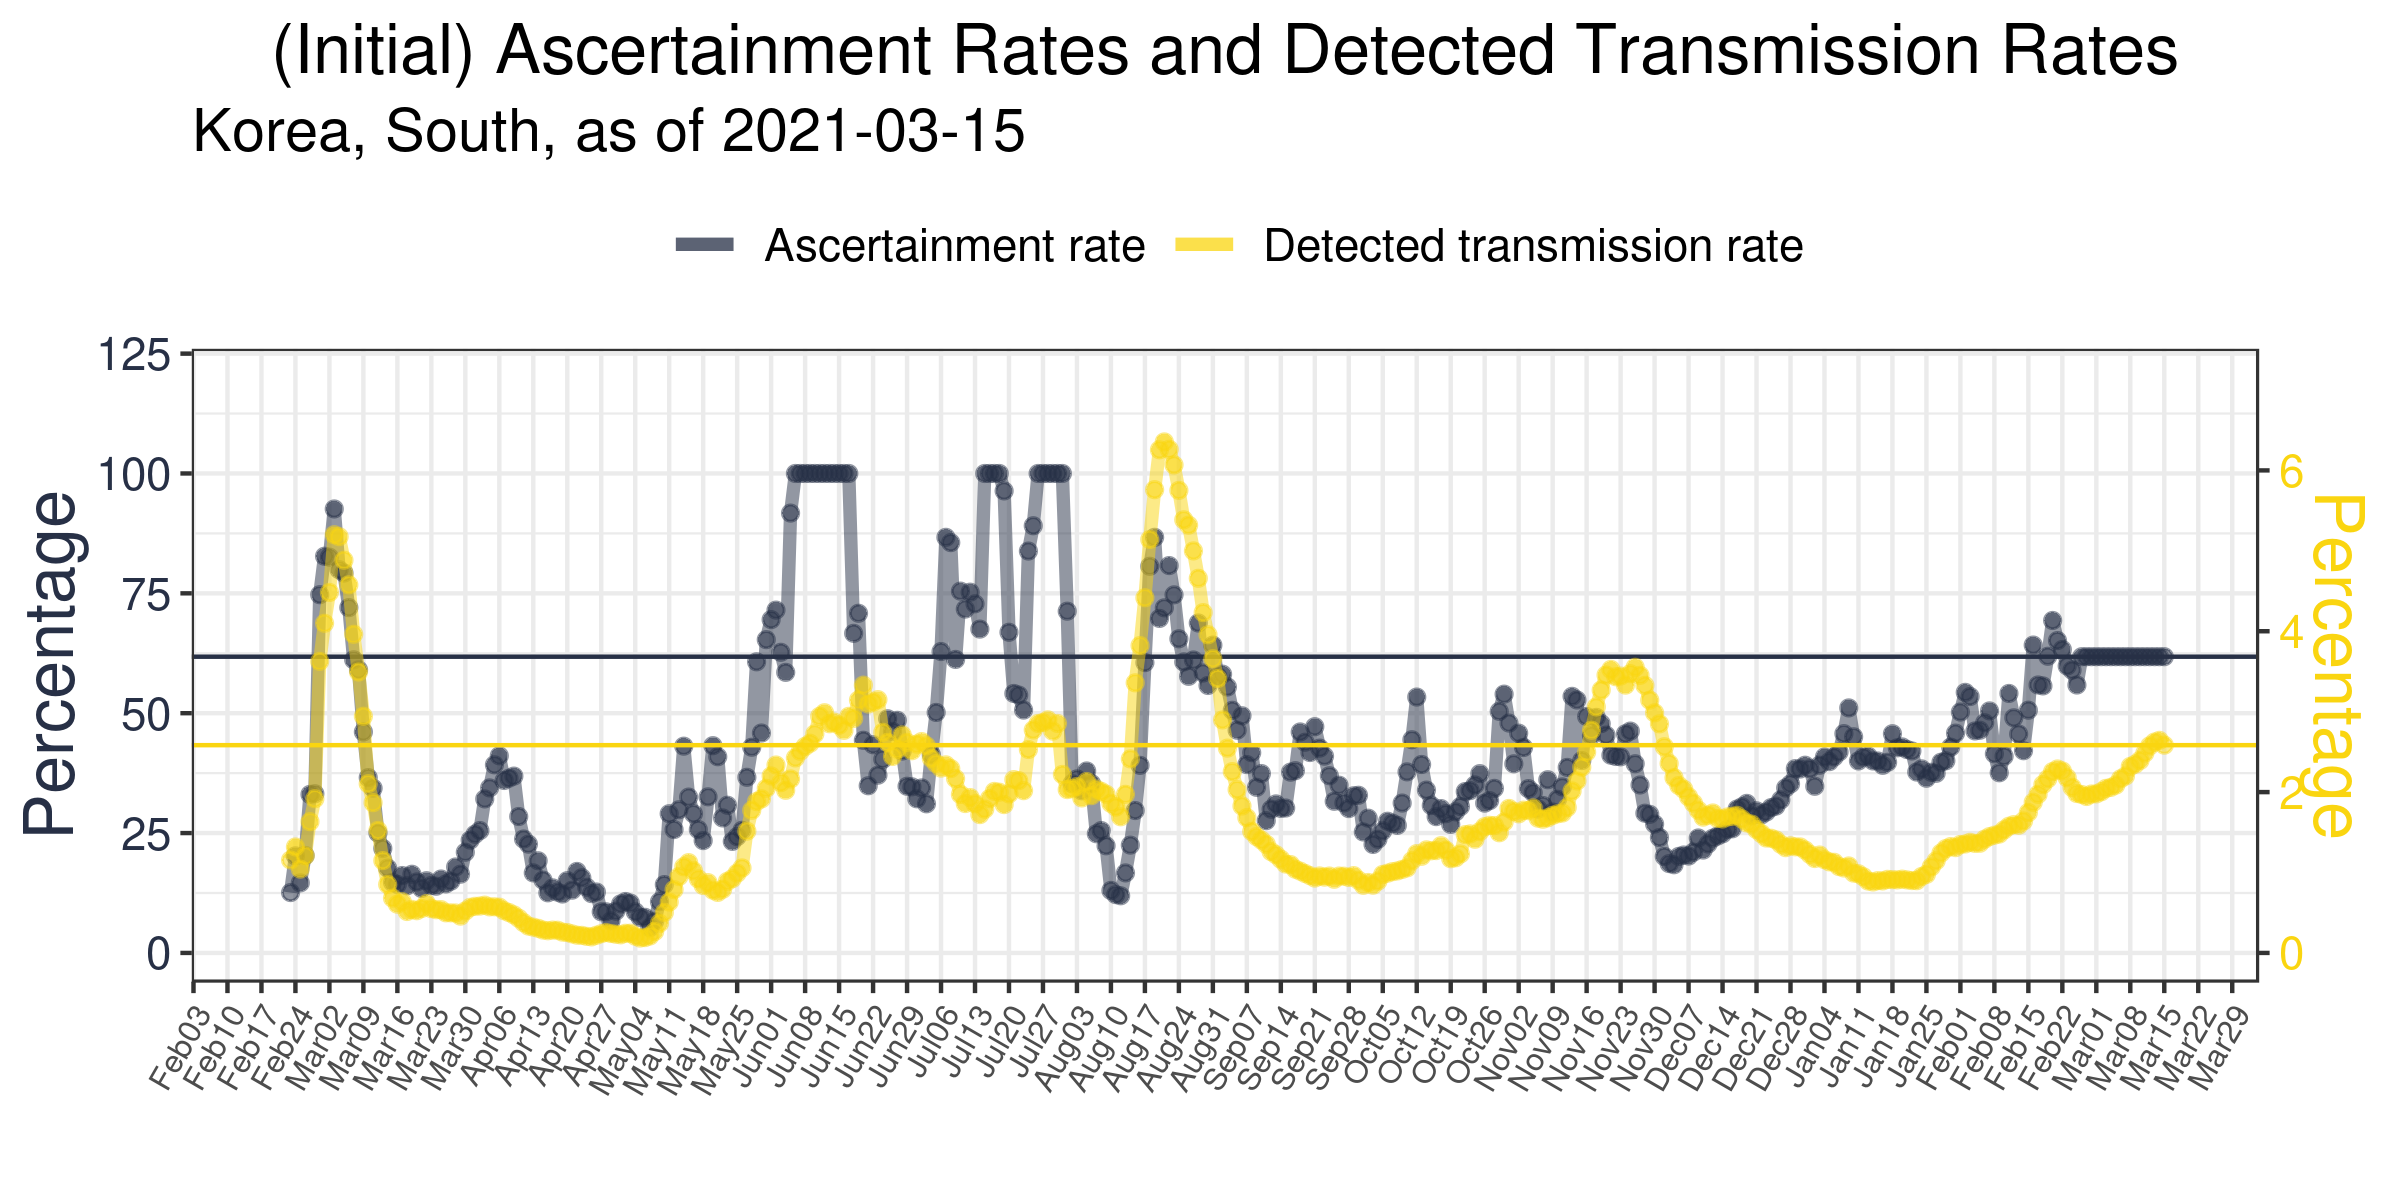 (Initial) Ascertainment Rates and Detected Transmission Rates
Korea, South, as of 2021-03-15
Ascertainment rate
Detected transmission rate
125
100
75
50
25
0
Percentage
6
4
2
0
Percentage
Feb03
Feb10
Feb17
Feb24
Mar02
Mar09
Mar16
Mar23
Mar30
Apr06
Apr13
Apr20
Apr27
May04
May11
May18
May25
Jun01
Jun08
Jun15
Jun22
Jun29
Jul06
Jul13
Jul20
Jul27
Aug03
Aug10
Aug17
Aug24
Aug31
Sep07
Sep14
Sep21
Sep28
Oct05
Oct12
Oct19
Oct26
Nov02
Nov09
Nov16
Nov23
Nov30
Dec07
Dec14
Dec21
Dec28
Jan04
Jan11
Jan18
Jan25
Feb01
Feb08
Feb15
Feb22
Mar01
Mar08
Mar15
Mar22
Mar29